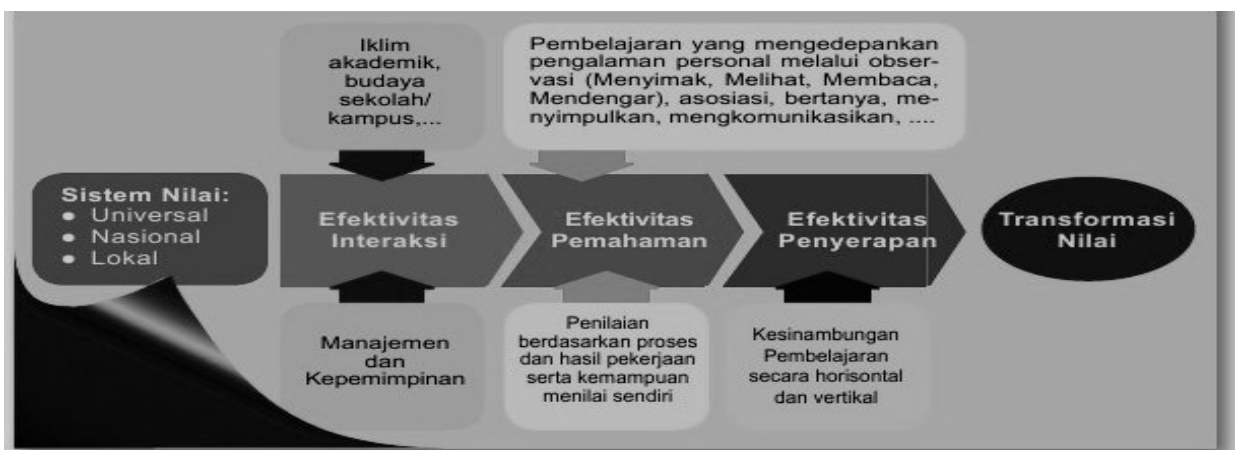 Iklim
akademik,
budaya
sekolah/
kampus,...
Pembelajaran yang mengedepankan
pengalaman personal melalui obser-
vasi (Menyimak, Melihat, Membaca,
Mendengar), asosiasi, bertanya, me-
nyimpulkan, mengkomunikasikan, ....
Sistem Nilai:
● Universal
● Nasional
● Lokal
Efektivitas
Interaksi
Efektivitas
Pemahaman
Efektivitas
Penyerapan
Transformasi
Nilai
Manajemen
dan
Kepemimpinan
Penilaian
berdasarkan proses
dan hasil pekerjaan
serta kemampuan
menilai sendiri
Kesinambungan
Pembelajaran
secara horisontal
dan vertikal